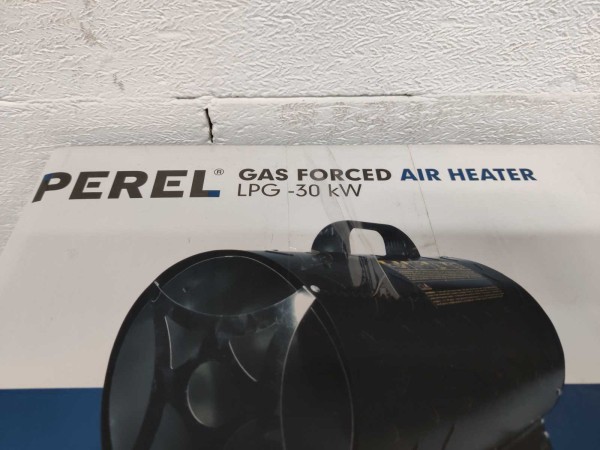 PEREL® GAS FORCED AIR HEATER
LPG -30 kW